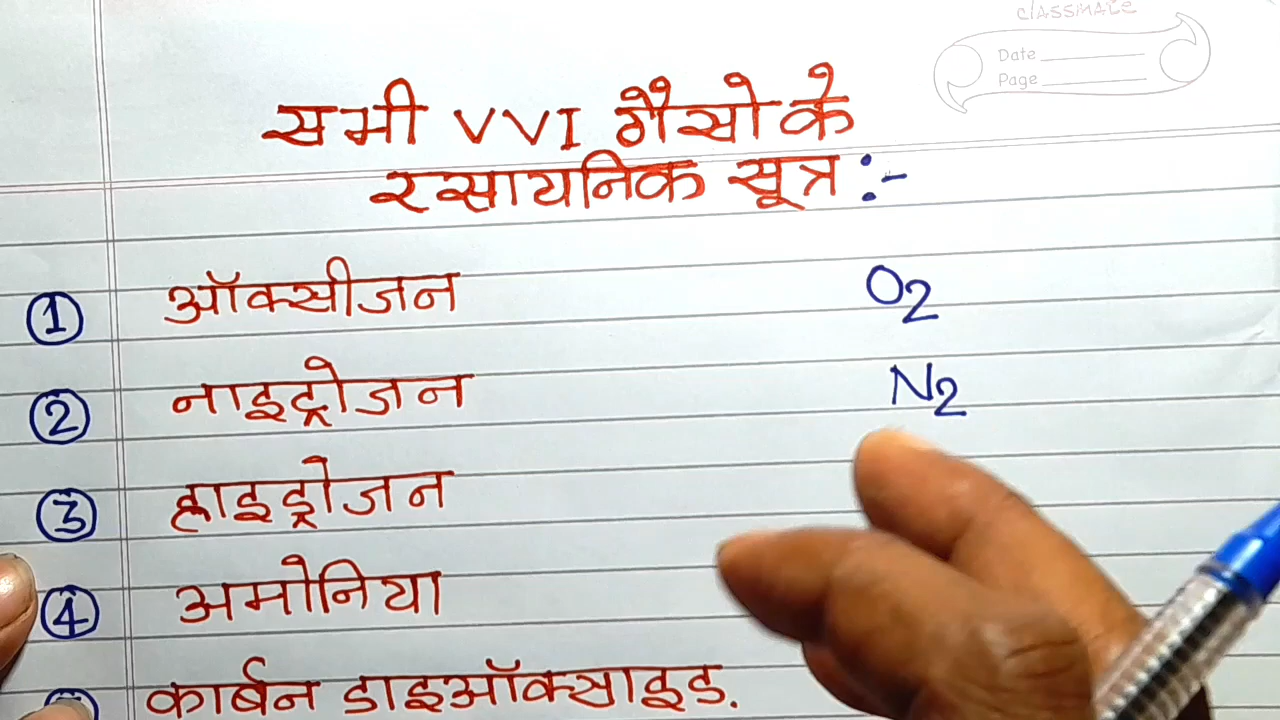 classmate
Date
Page
सभी VVI गैसो के
रसायनिक सूत्र :-
1 ऑक्सीजन O2
2 नाइट्रोजन N2
3 हाइड्रोजन
4 अमोनिया
कार्बन डाइऑक्साइड.